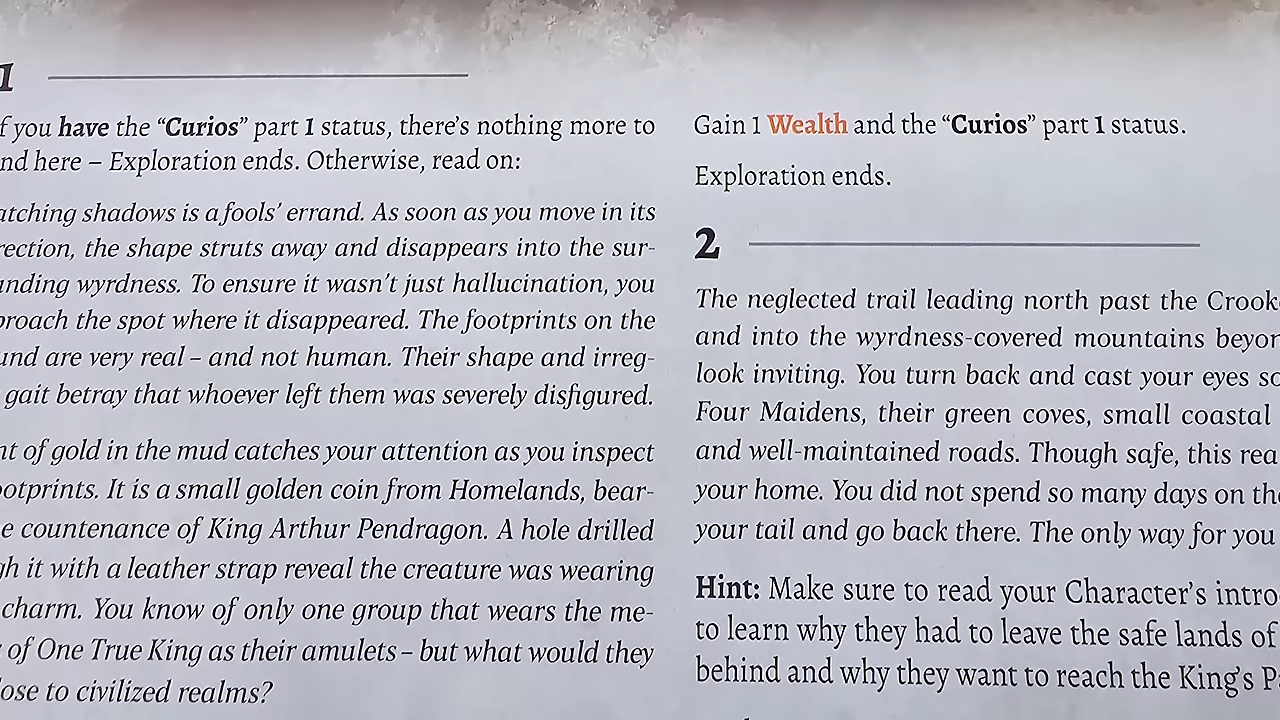 1
f you have the “Curios” part 1 status, there’s nothing more to
nd here – Exploration ends. Otherwise, read on:
atching shadows is a fools’ errand. As soon as you move in its
rection, the shape struts away and disappears into the sur-
unding wyrdness. To ensure it wasn’t just hallucination, you
proach the spot where it disappeared. The footprints on the
und are very real – and not human. Their shape and irreg-
gait betray that whoever left them was severely disfigured.
nt of gold in the mud catches your attention as you inspect
ootprints. It is a small golden coin from Homelands, bear-
e countenance of King Arthur Pendragon. A hole drilled
gh it with a leather strap reveal the creature was wearing
charm. You know of only one group that wears the me-
of One True King as their amulets – but what would they
lose to civilized realms?
Gain 1 Wealth and the “Curios” part 1 status.
Exploration ends.
2
The neglected trail leading north past the Crook
and into the wyrdness-covered mountains beyon
look inviting. You turn back and cast your eyes so
Four Maidens, their green coves, small coastal
and well-maintained roads. Though safe, this rea
your home. You did not spend so many days on the
your tail and go back there. The only way for you
Hint: Make sure to read your Character’s intro
to learn why they had to leave the safe lands of
behind and why they want to reach the King’s Pa